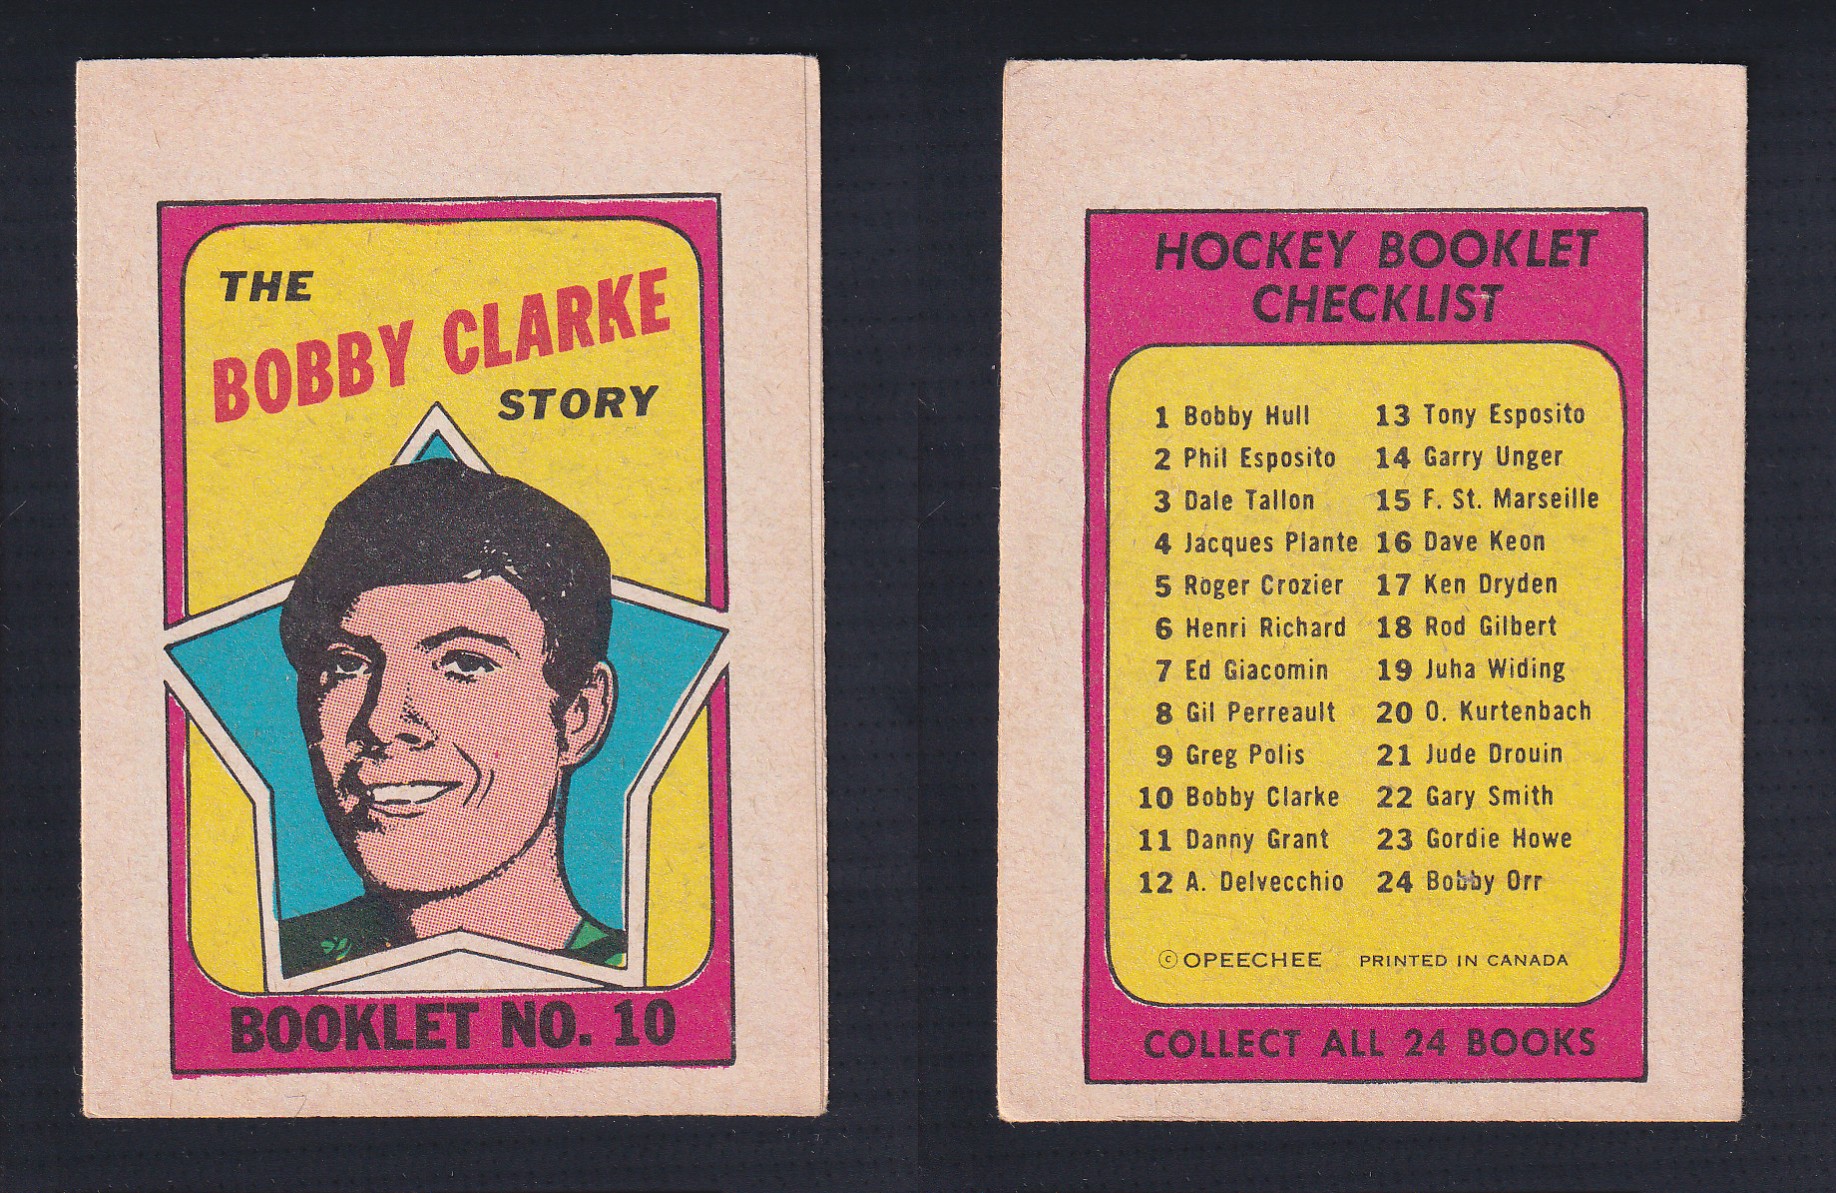 THE
BOBBY CLARKE
STORY
BOOKLET NO. 10
HOCKEY BOOKLET
CHECKLIST
1 Bobby Hull
2 Phil Esposito
3 Dale Tallon
4 Jacques Plante
5 Roger Crozier
6 Henri Richard
7 Ed Giacomin
8 Gil Perreault
9 Greg Polis
10 Bobby Clarke
11 Danny Grant
12 A. Delvecchio
13 Tony Esposito
14 Garry Unger
15 F. St. Marseille
16 Dave Keon
17 Ken Dryden
18 Rod Gilbert
19 Juha Widing
20 O. Kurtenbach
21 Jude Drouin
22 Gary Smith
23 Gordie Howe
24 Bobby Orr
© OPEECHEE PRINTED IN CANADA
COLLECT ALL 24 BOOKS